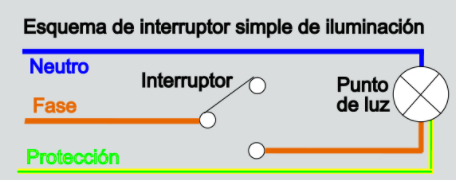 Esquema de interruptor simple de iluminación
Neutro
Interruptor
Punto
de luz
Fase
Protección